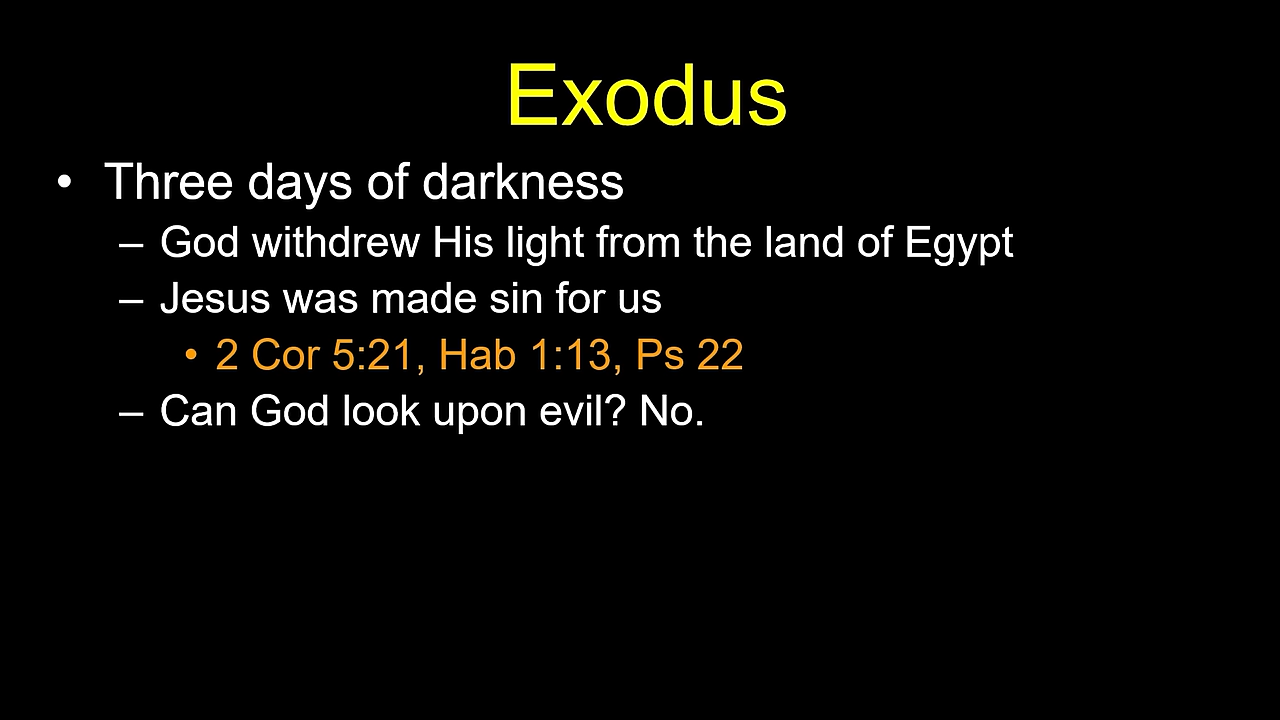 Exodus
• Three days of darkness
– God withdrew His light from the land of Egypt
– Jesus was made sin for us
• 2 Cor 5:21, Hab 1:13, Ps 22
– Can God look upon evil? No.